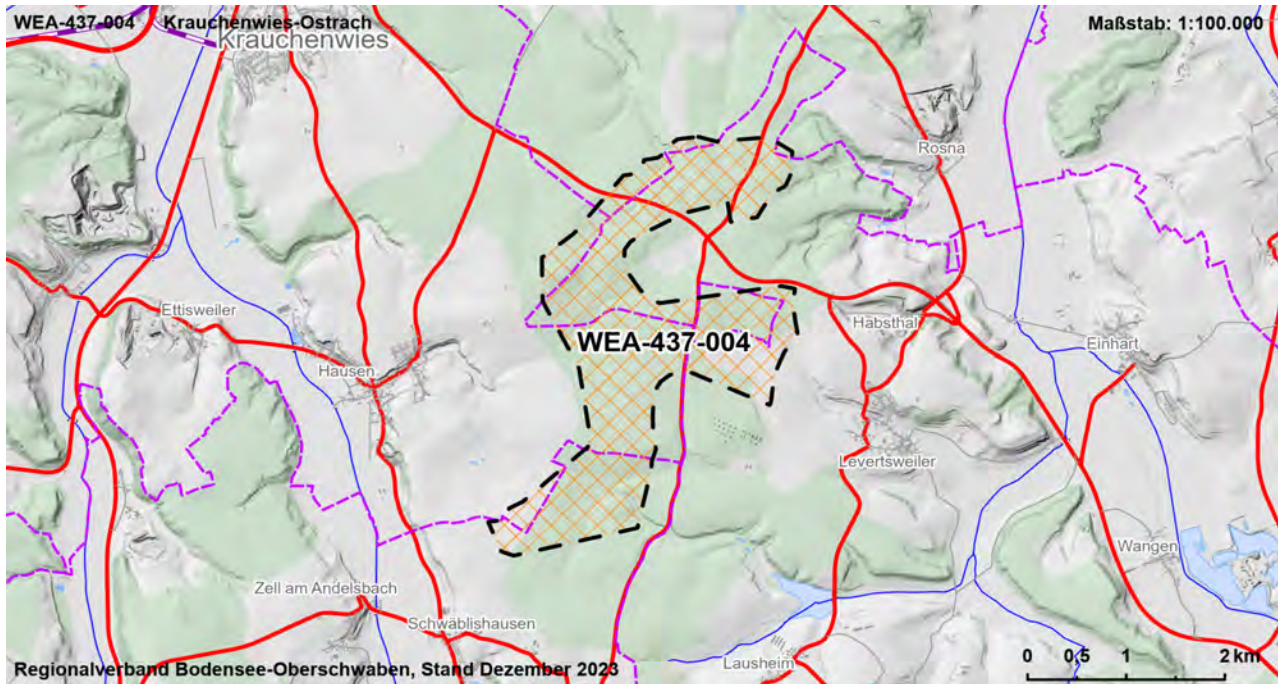 WEA-437-004 Krauchenwies-Ostrach
Maßstab: 1:100.000
Krauchenwies
Rosna
Ettisweiler
Habsthal
WEA-437-004
Einhart
Hausen
Levertsweiler
Wangen
Zell am Andelsbach
Schwäblishausen
Lausheim
0 0,5 1 2 km
Regionalverband Bodensee-Oberschwaben, Stand Dezember 2023